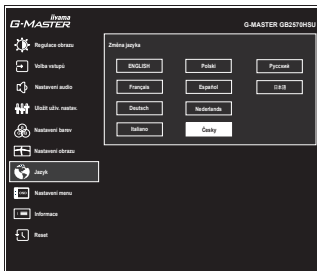 iiyama
G-MASTER
G-MASTER GB2570HSU
Regulace obrazu
Volba vstupů
Nastavení audio
Uložit uživ. nastav.
Nastavení barev
Nastavení obrazu
Jazyk
Nastavení menu
Informace
Reset
Změna jazyka
ENGLISH
Polski
Русский
Français
Español
日本語
Deutsch
Nederlands
Italiano
Česky